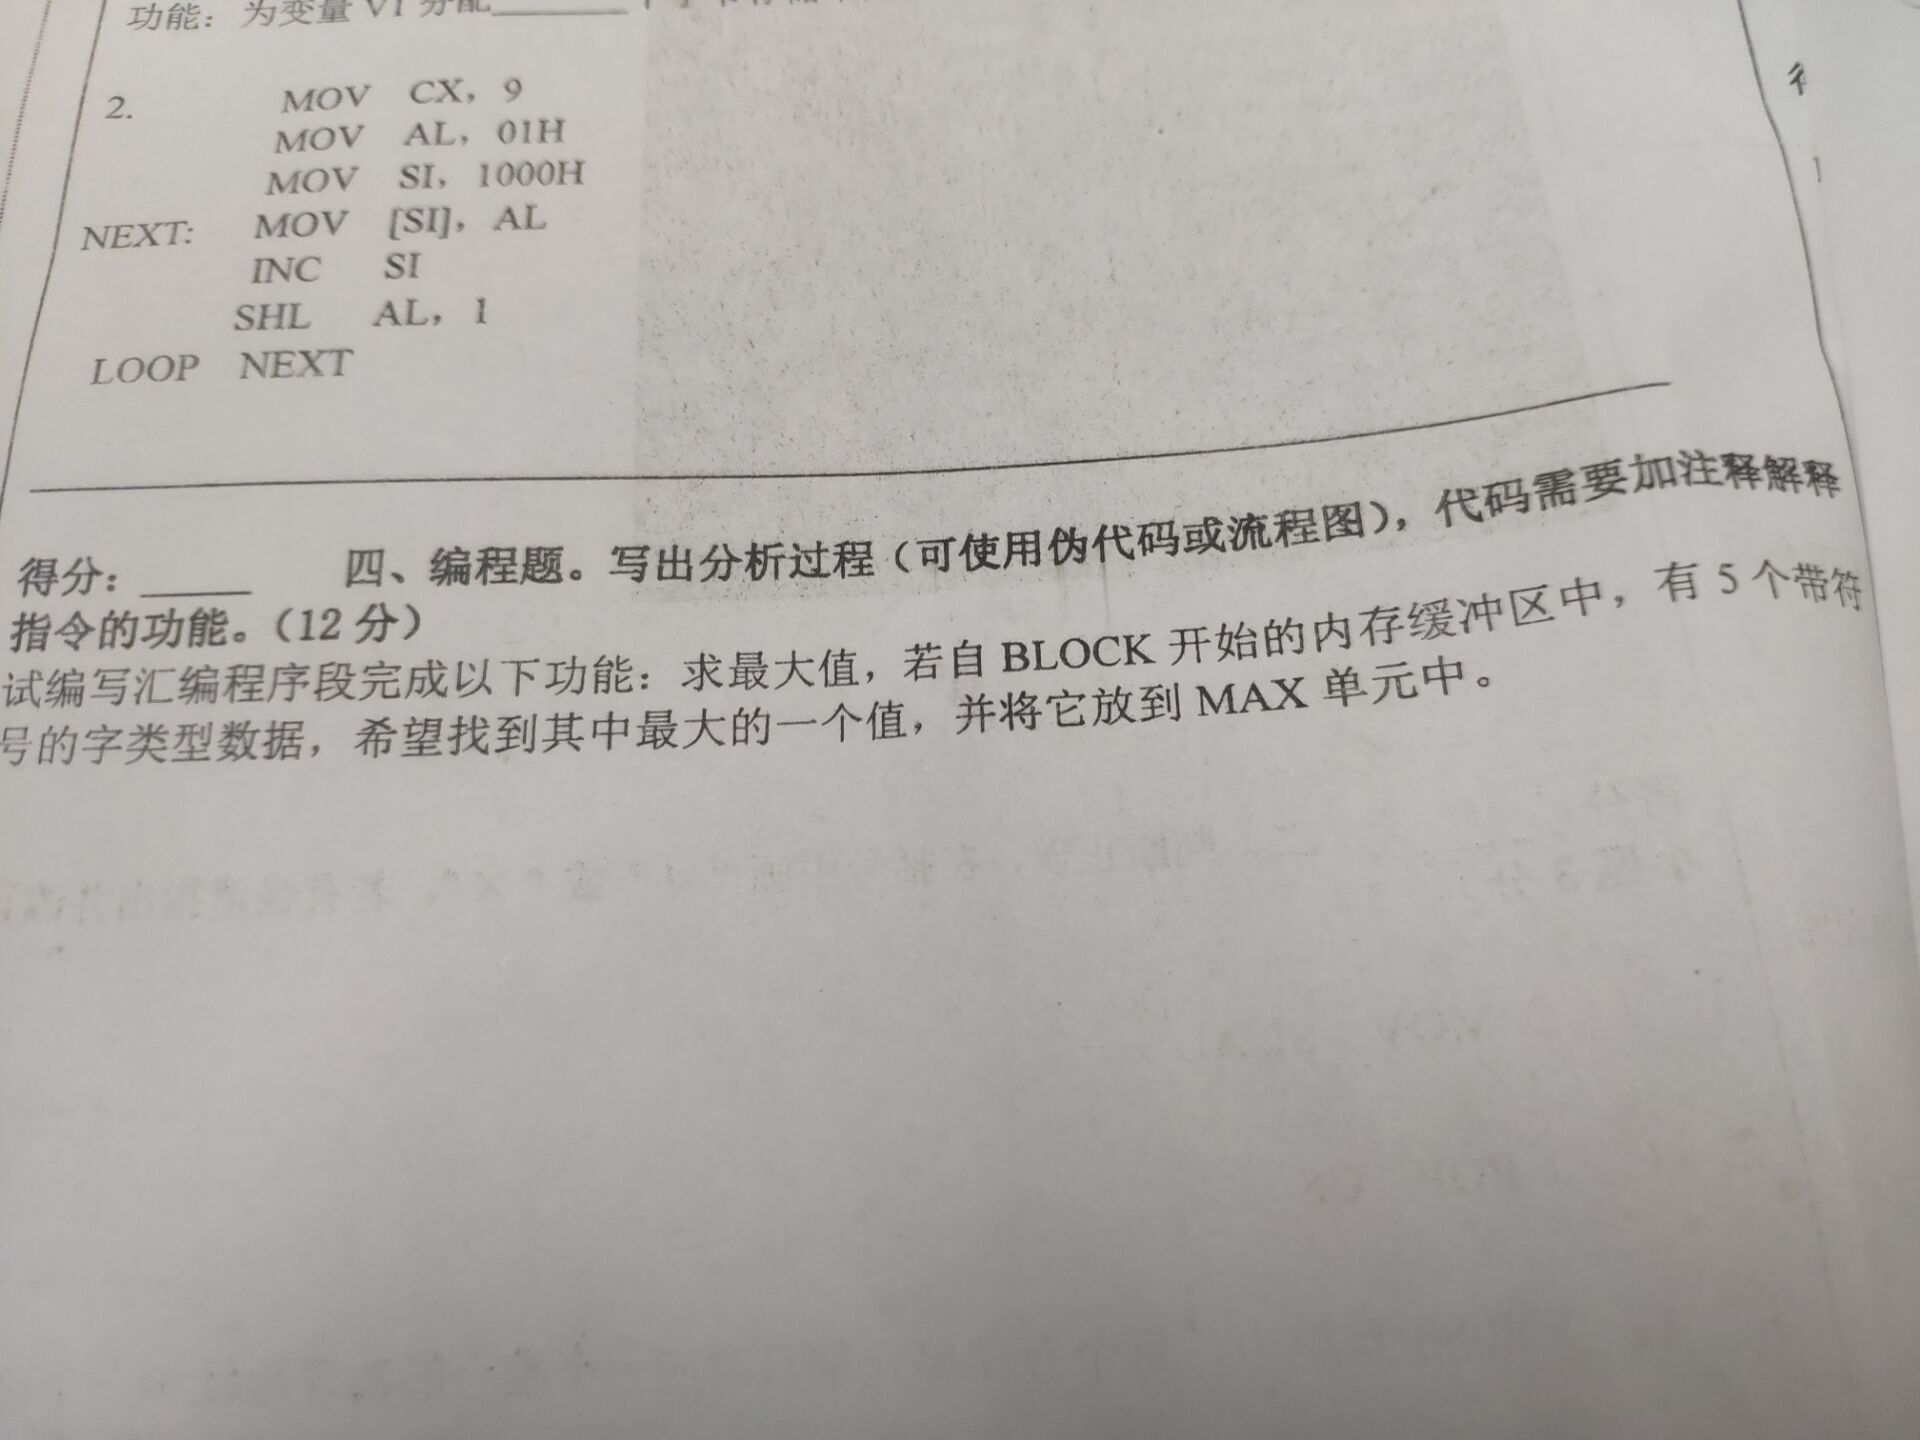 功能：为变量 V1 分配______个字节存储
2. MOV CX，9
MOV AL，01H
MOV SI，1000H
NEXT: MOV [SI]，AL
INC SI
SHL AL，1
LOOP NEXT
得分：_____ 四、编程题。写出分析过程（可使用伪代码或流程图），代码需要加注释解释
指令的功能。（12 分）
试编写汇编程序段完成以下功能：求最大值，若自 BLOCK 开始的内存缓冲区中，有 5 个带符
号的字类型数据，希望找到其中最大的一个值，并将它放到 MAX 单元中。